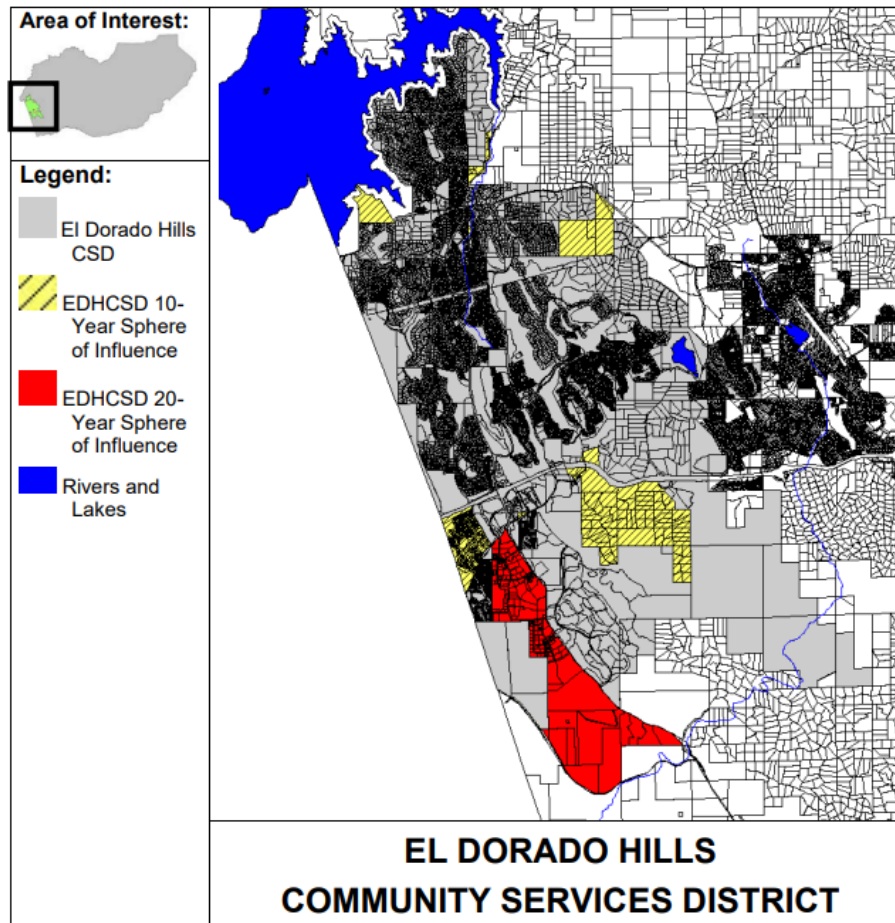 Area of Interest:
Legend:
El Dorado Hills
CSD
EDHCSD 10-
Year Sphere
of Influence
EDHCSD 20-
Year Sphere
of Influence
Rivers and
Lakes
EL DORADO HILLS
COMMUNITY SERVICES DISTRICT